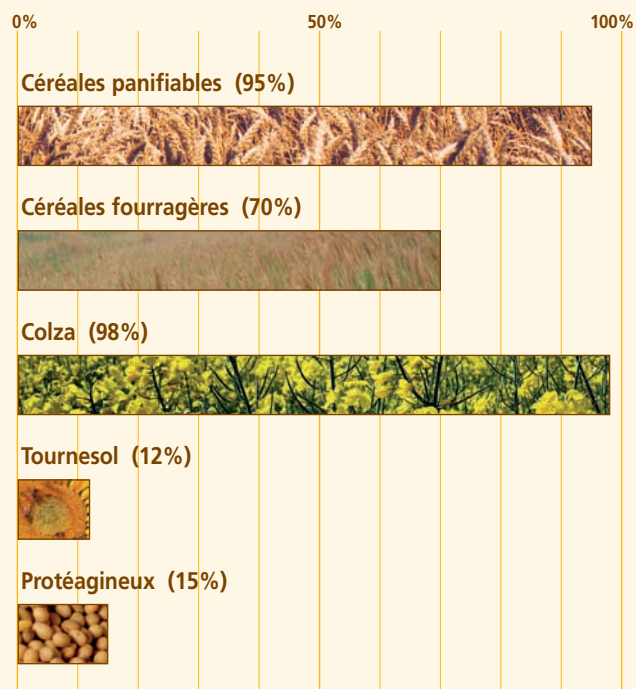 0% 50% 100%
Céréales panifiables (95%)
Céréales fourragères (70%)
Colza (98%)
Tournesol (12%)
Protéagineux (15%)